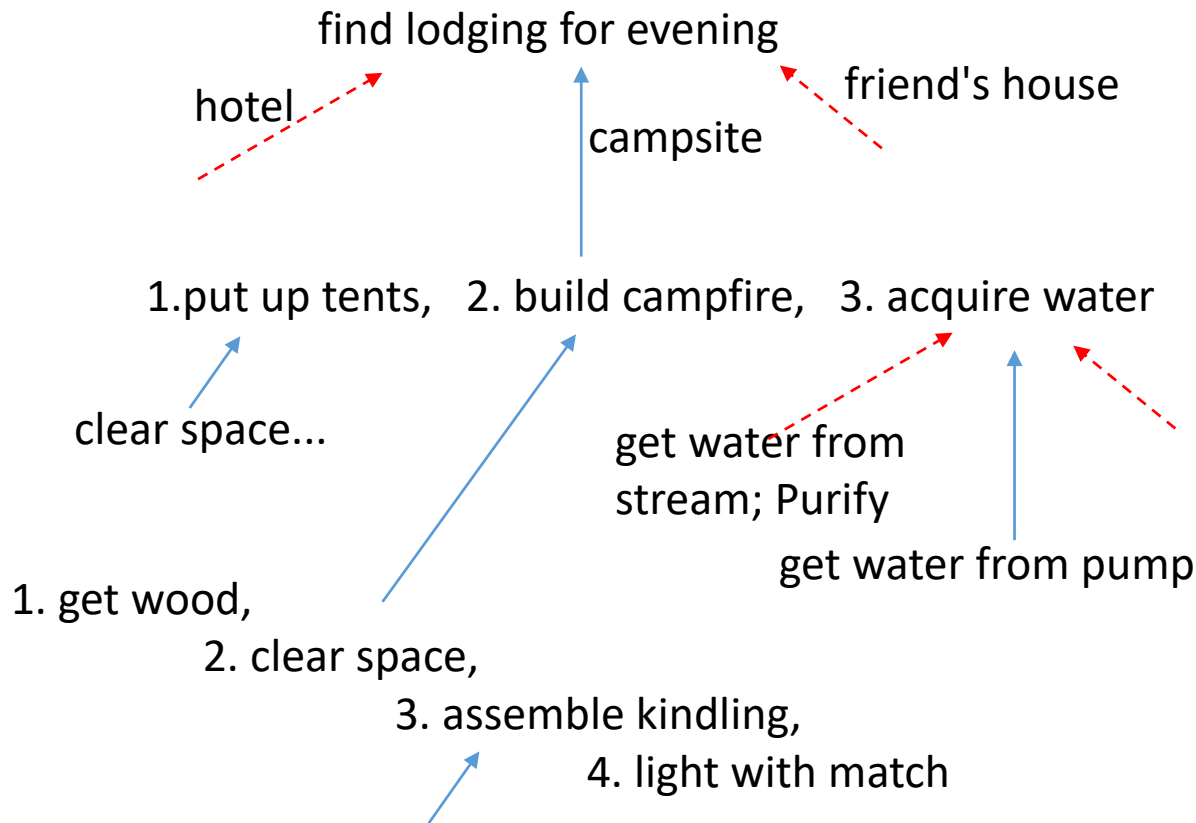 find lodging for evening
hotel
friend's house
campsite
1.put up tents, 2. build campfire, 3. acquire water
clear space...
get water from
stream; Purify
get water from pump
1. get wood,
2. clear space,
3. assemble kindling,
4. light with match